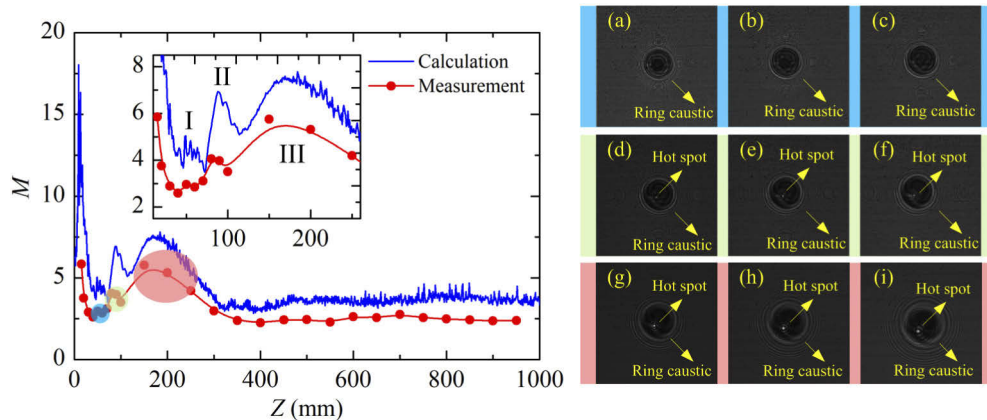 20
15
10
5
0
M
0
200
400
600
800
1000
Z (mm)
8
6
4
2
100
200
I
II
III
Calculation
Measurement
(a)
Ring caustic
(b)
Ring caustic
(c)
Ring caustic
(d)
Hot spot
Ring caustic
(e)
Hot spot
Ring caustic
(f)
Hot spot
Ring caustic
(g)
Hot spot
Ring caustic
(h)
Hot spot
Ring caustic
(i)
Hot spot
Ring caustic